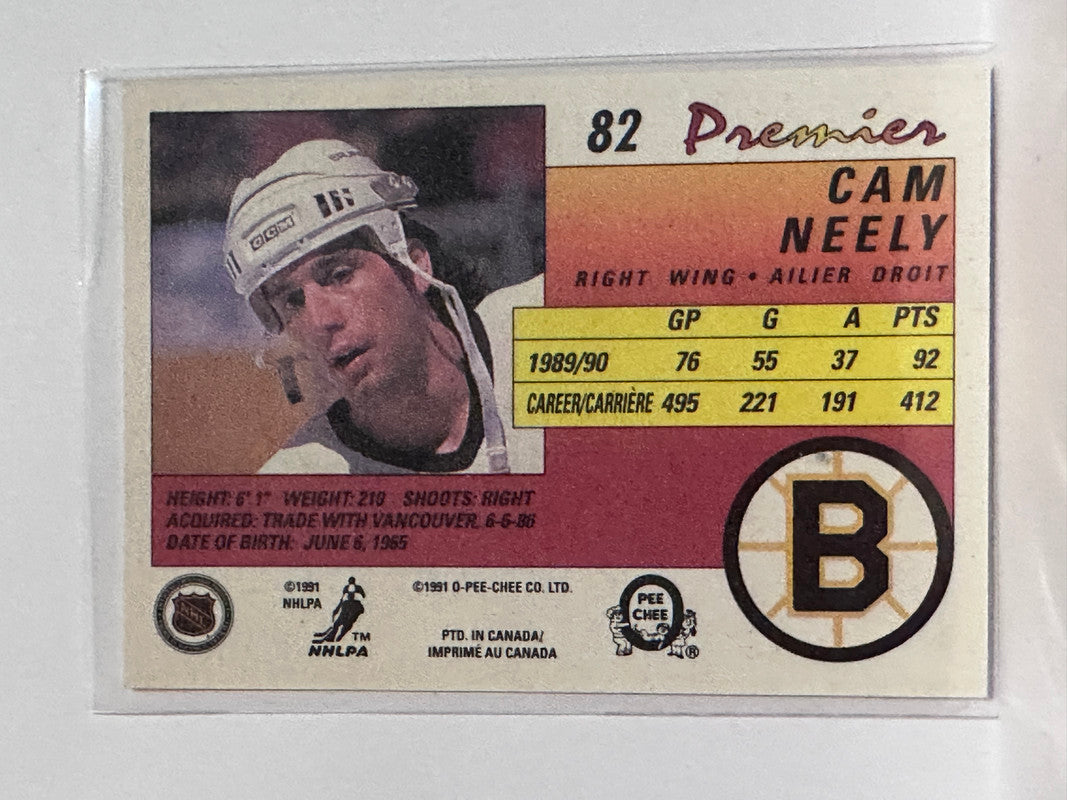 82 Premier
CAM
NEELY
RIGHT WING • AILIER DROIT
GP G A PTS
1989/90 76 55 37 92
CAREER/CARRIÈRE 495 221 191 412
CCM
HEIGHT: 6' 1" WEIGHT: 210 SHOOTS: RIGHT
ACQUIRED: TRADE WITH VANCOUVER, 6-6-86
DATE OF BIRTH: JUNE 6, 1965
B
NHL
©1991
NHLPA
TM
NHLPA
©1991 O-PEE-CHEE CO. LTD.
PTD. IN CANADA/
IMPRIMÉ AU CANADA
O
PEE
CHEE
®